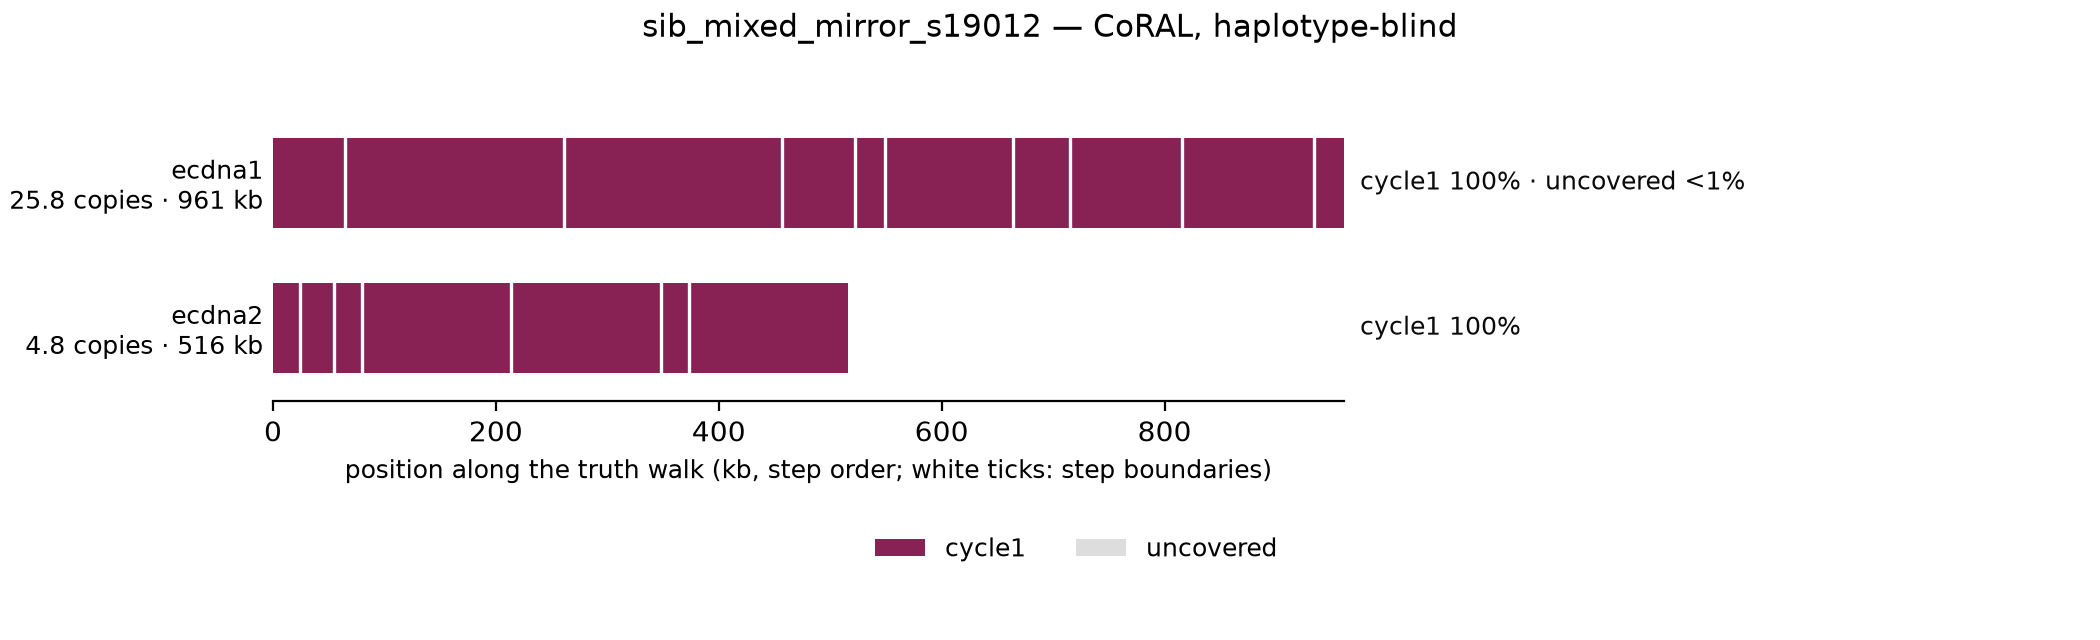 sib_mixed_mirror_s19012 — CoRAL, haplotype-blind
ecdna1
25.8 copies · 961 kb
cycle1 100% · uncovered <1%
ecdna2
4.8 copies · 516 kb
cycle1 100%
0 200 400 600 800
position along the truth walk (kb, step order; white ticks: step boundaries)
cycle1 uncovered